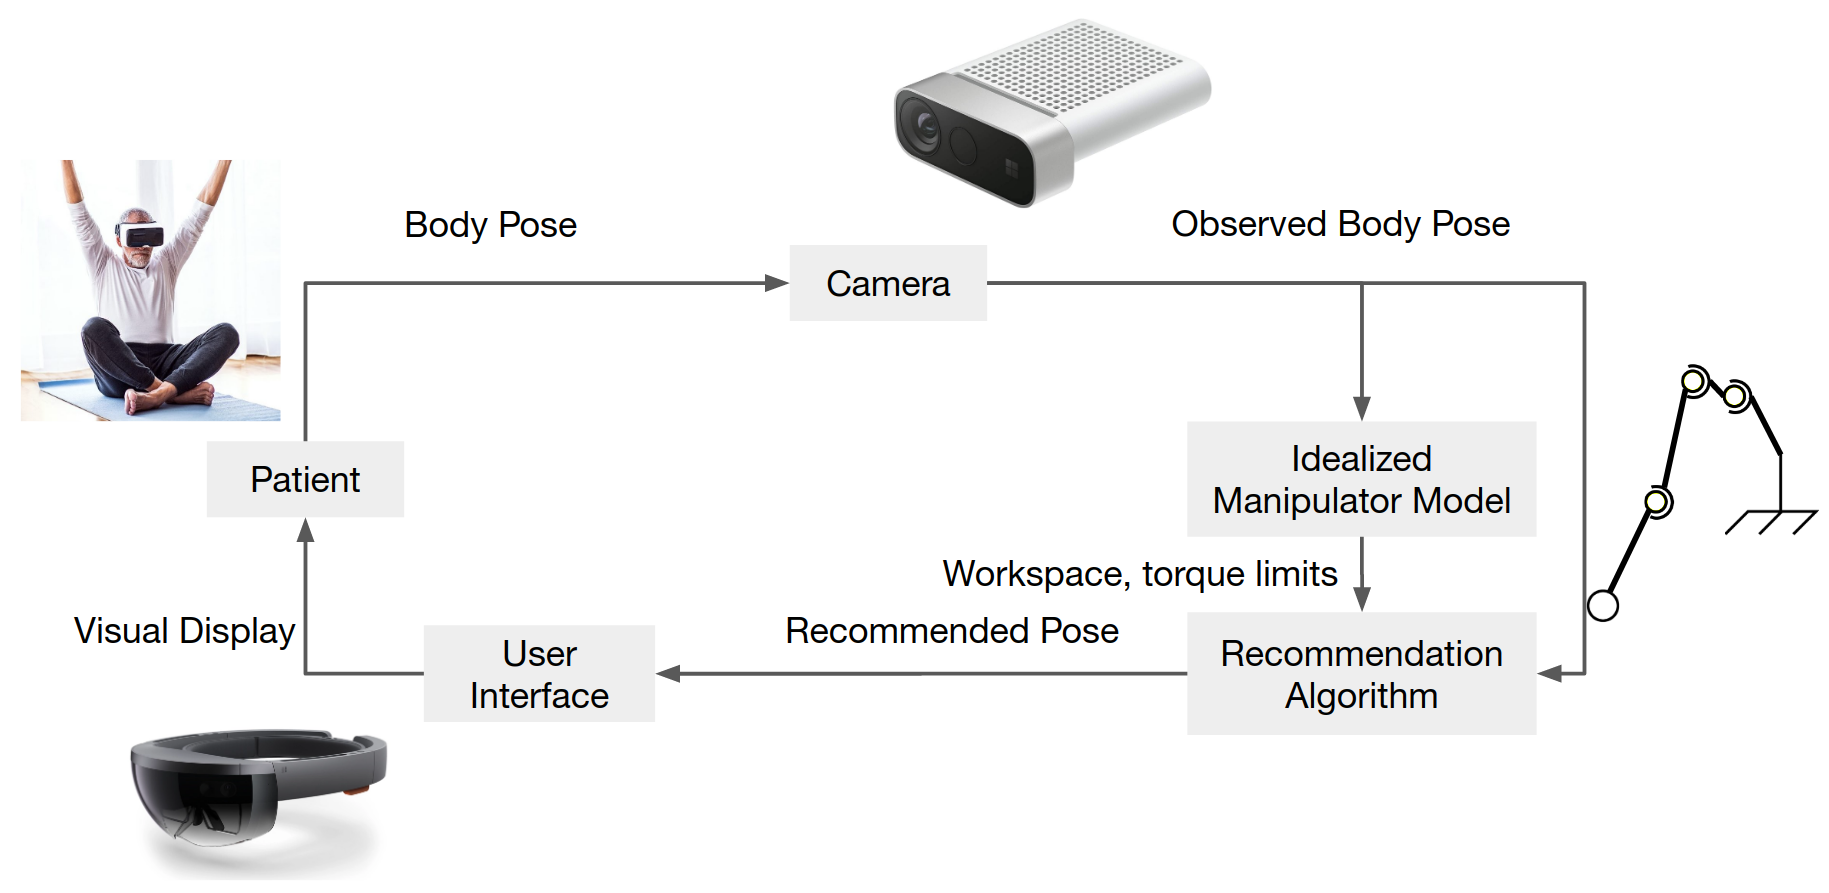 Body Pose
Observed Body Pose
Camera
Idealized
Manipulator Model
Patient
Workspace, torque limits
Visual Display
Recommended Pose
User
Interface
Recommendation
Algorithm